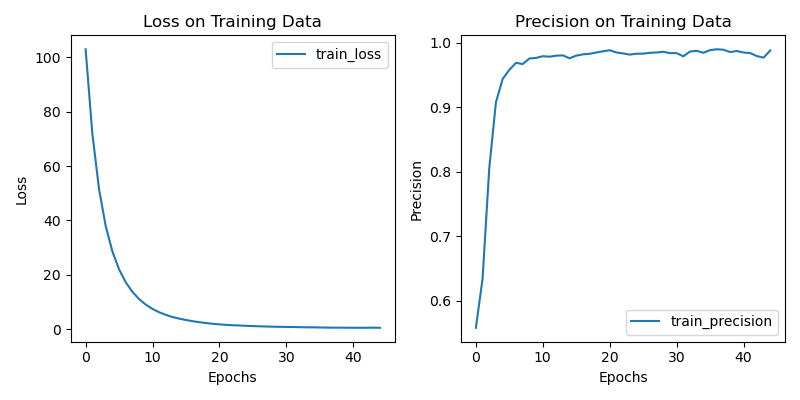 Loss on Training Data
train_loss
100
80
60
40
20
0
Loss
0 10 20 30 40
Epochs
Precision on Training Data
1.0
0.9
0.8
0.7
0.6
Precision
train_precision
0 10 20 30 40
Epochs